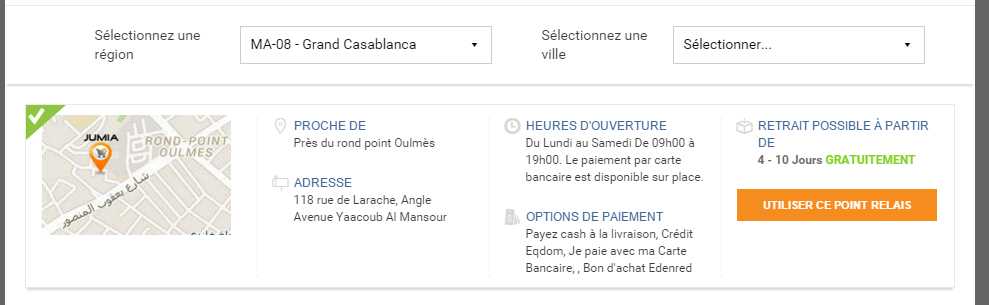 Sélectionnez une
région
MA-08 - Grand Casablanca
Sélectionnez une
ville
Sélectionner...
JUMIA
ROND-POINT
OULMES
شارع يعقوب المنصور
PROCHE DE
Près du rond point Oulmès
ADRESSE
118 rue de Larache, Angle
Avenue Yaacoub Al Mansour
HEURES D'OUVERTURE
Du Lundi au Samedi De 09h00 à
19h00. Le paiement par carte
bancaire est disponible sur place.
OPTIONS DE PAIEMENT
Payez cash à la livraison, Crédit
Eqdom, Je paie avec ma Carte
Bancaire, , Bon d'achat Edenred
RETRAIT POSSIBLE À PARTIR
DE
4 - 10 Jours GRATUITEMENT
UTILISER CE POINT RELAIS